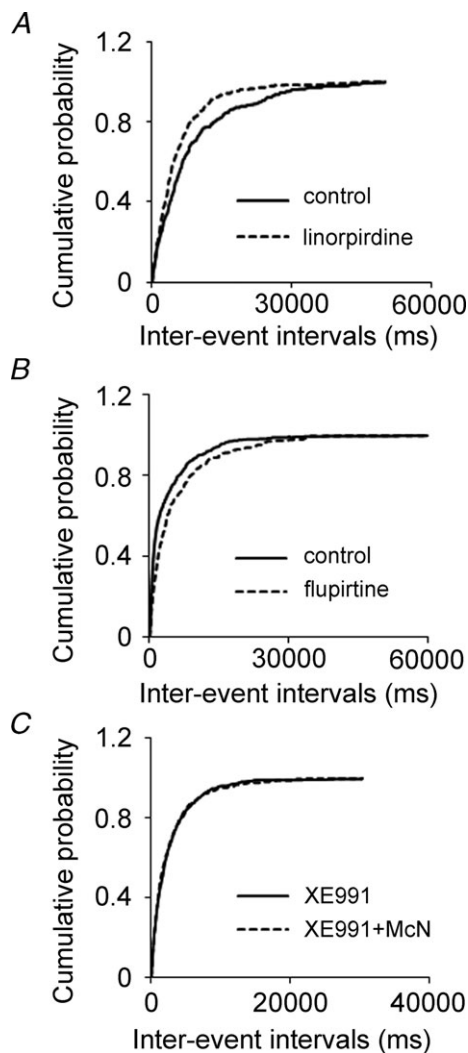 A
Cumulative probability
1.2
0.8
0.4
0
control
linorpirdine
0 30000 60000
Inter-event intervals (ms)
B
Cumulative probability
1.2
0.8
0.4
0
control
flupirtine
0 30000 60000
Inter-event intervals (ms)
C
Cumulative probability
1.2
0.8
0.4
0
XE991
XE991+McN
0 20000 40000
Inter-event intervals (ms)